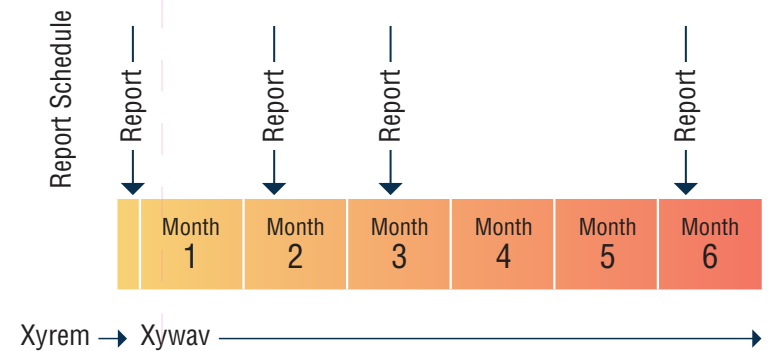 Report Schedule
Report
Report
Report
Report
Month
1
Month
2
Month
3
Month
4
Month
5
Month
6
Xyrem
Xywav